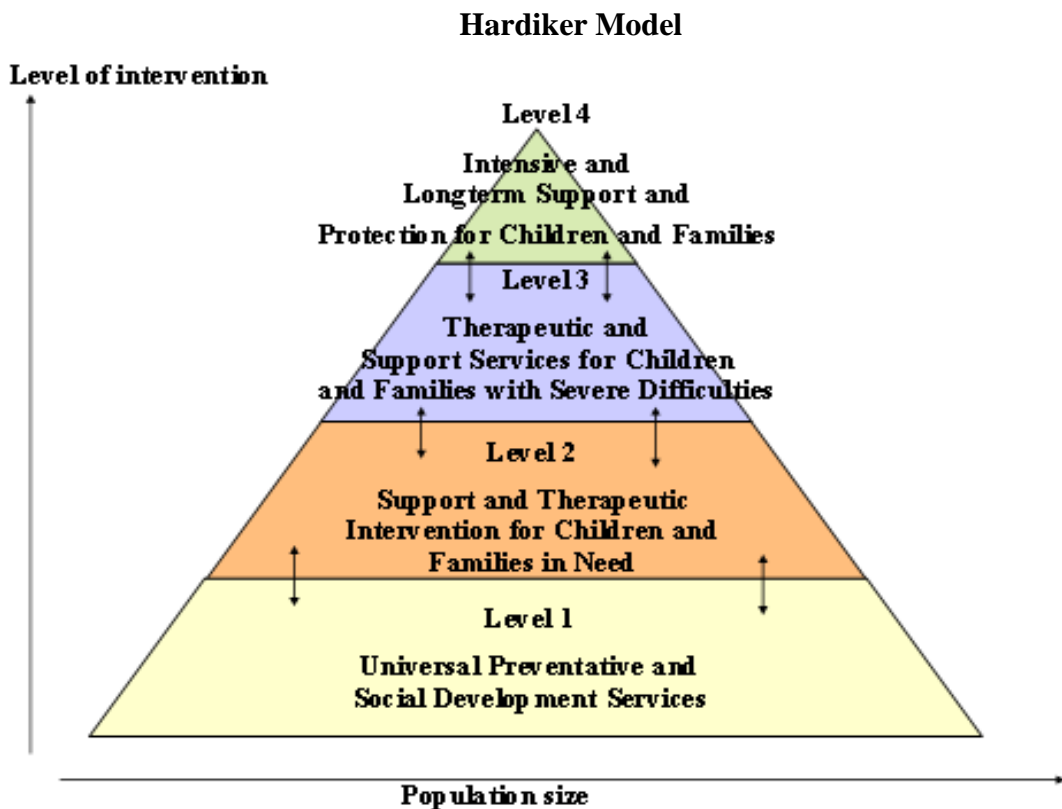 Hardiker Model
Level of intervention
Level 4
Intensive and
Longterm Support and
Protection for Children and Families
Level 3
Therapeutic and
Support Services for Children
and Families with Severe Difficulties
Level 2
Support and Therapeutic
Intervention for Children and
Families in Need
Level 1
Universal Preventative and
Social Development Services
Population size